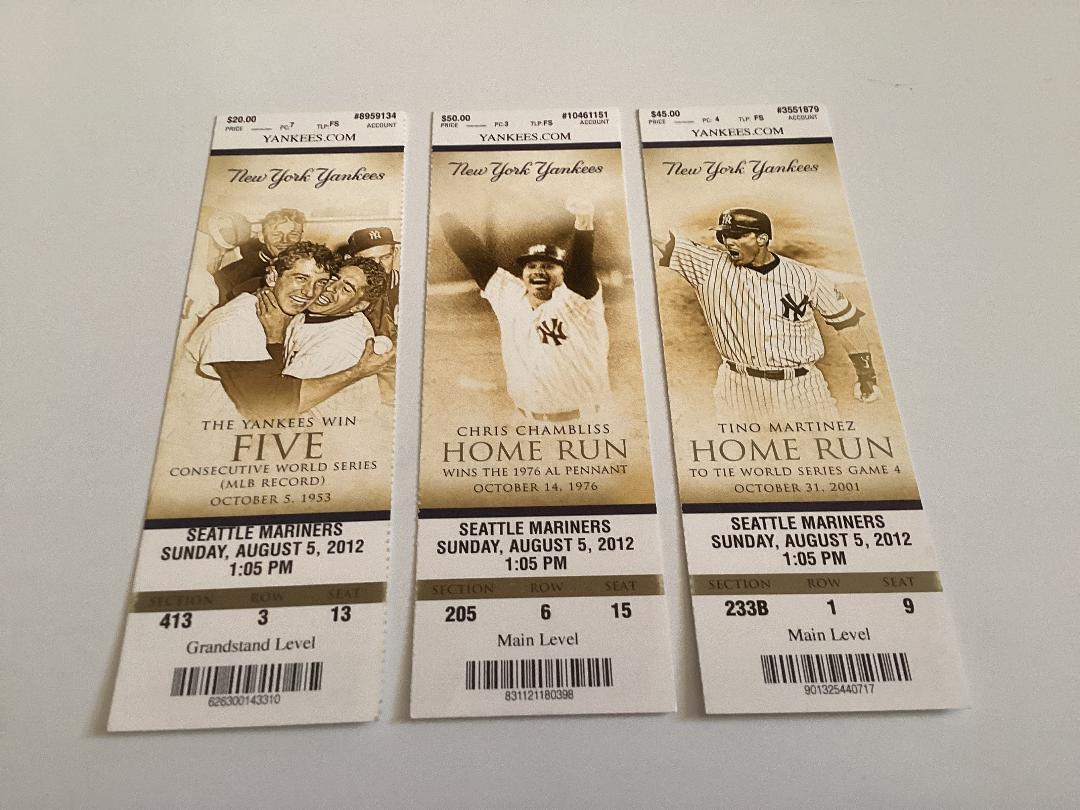 $20.00 #8959134
PRICE PC: 7 TLP: FS ACCOUNT
YANKEES.COM
New York Yankees
THE YANKEES WIN
FIVE
CONSECUTIVE WORLD SERIES
(MLB RECORD)
OCTOBER 5, 1953
SEATTLE MARINERS
SUNDAY, AUGUST 5, 2012
1:05 PM
SECTION ROW SEAT
413 3 13
Grandstand Level
626300143310
$50.00 #10461151
PRICE PC: 3 TLP: FS ACCOUNT
YANKEES.COM
New York Yankees
NY
CHRIS CHAMBLISS
HOME RUN
WINS THE 1976 AL PENNANT
OCTOBER 14, 1976
SEATTLE MARINERS
SUNDAY, AUGUST 5, 2012
1:05 PM
SECTION ROW SEAT
205 6 15
Main Level
831121180398
$45.00 #3551879
PRICE PC: 4 TLP: FS ACCOUNT
YANKEES.COM
New York Yankees
NY
TINO MARTINEZ
HOME RUN
TO TIE WORLD SERIES GAME 4
OCTOBER 31, 2001
SEATTLE MARINERS
SUNDAY, AUGUST 5, 2012
1:05 PM
SECTION ROW SEAT
233B 1 9
Main Level
901325440717